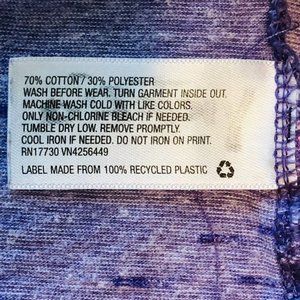 70% COTTON / 30% POLYESTER
WASH BEFORE WEAR. TURN GARMENT INSIDE OUT.
MACHINE WASH COLD WITH LIKE COLORS.
ONLY NON-CHLORINE BLEACH IF NEEDED.
TUMBLE DRY LOW. REMOVE PROMPTLY.
COOL IRON IF NEEDED. DO NOT IRON ON PRINT.
RN17730 VN4256449
LABEL MADE FROM 100% RECYCLED PLASTIC